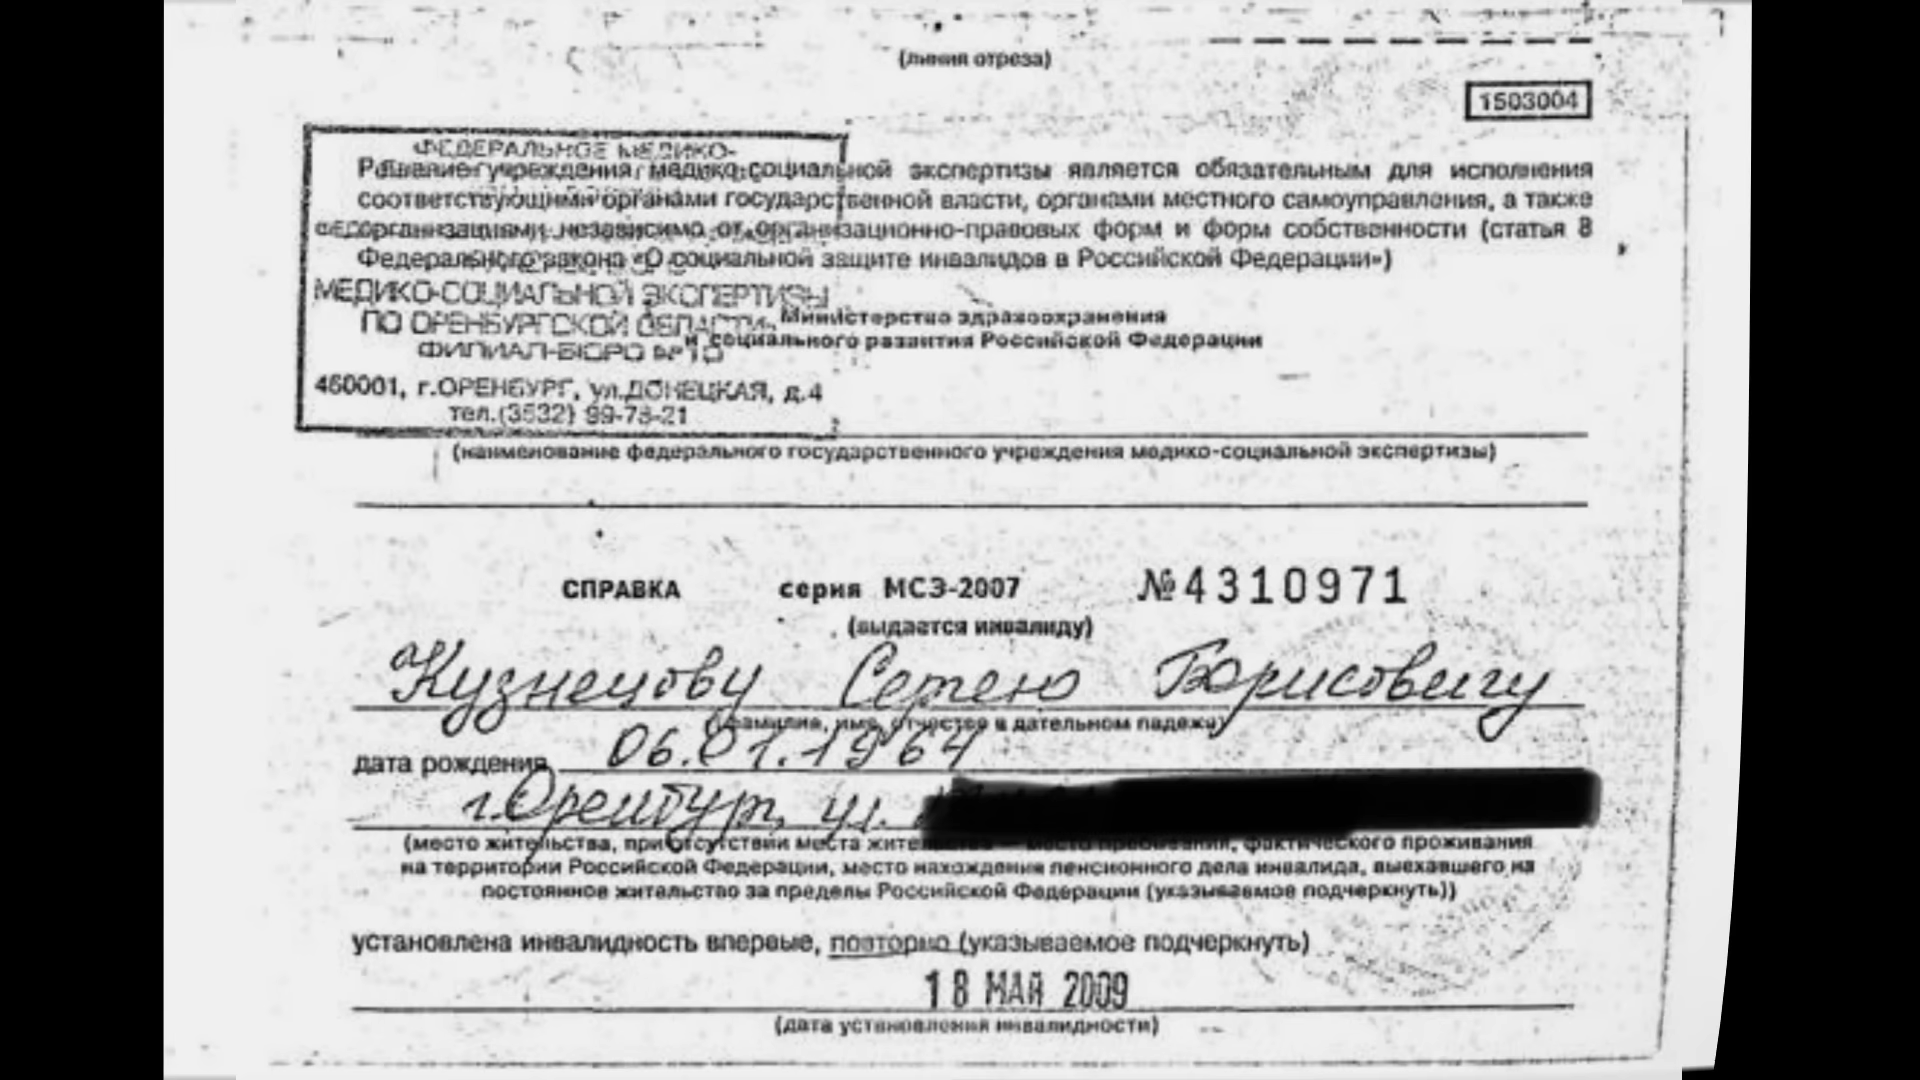 (линия отреза)
1503004
ФЕДЕРАЛЬНОЕ МЕДИКО-
Решение учреждения медико-социальной экспертизы является обязательным для исполнения
соответствующими органами государственной власти, органами местного самоуправления, а также
организациями независимо от организационно-правовых форм и форм собственности (статья 8
Федерального закона «О социальной защите инвалидов в Российской Федерации»)
МЕДИКО-СОЦИАЛЬНОЙ ЭКСПЕРТИЗЫ
ПО ОРЕНБУРГСКОЙ ОБЛАСТИ
Министерство здравоохранения
и социального развития Российской Федерации
ФИЛИАЛ-БЮРО №
460001, г.ОРЕНБУРГ, ул.ДОНЕЦКАЯ, д.4
тел.(3532) 99-78-21
(наименование федерального государственного учреждения медико-социальной экспертизы)
СПРАВКА серия МСЭ-2007 №4310971
(выдается инвалиду)
Кузнецову Сергею Борисовичу
(фамилия, имя, отчество в дательном падеже)
дата рождения 06.01.1964
г.Оренбург, ул.
(место жительства, при отсутствии места место пребывания, фактического проживания
на территории Российской Федерации, место нахождения пенсионного дела инвалида, выехавшего на
постоянное жительство за пределы Российской Федерации (указываемое подчеркнуть))
установлена инвалидность впервые, повторно (указываемое подчеркнуть)
18 МАЙ 2009
(дата установления инвалидности)